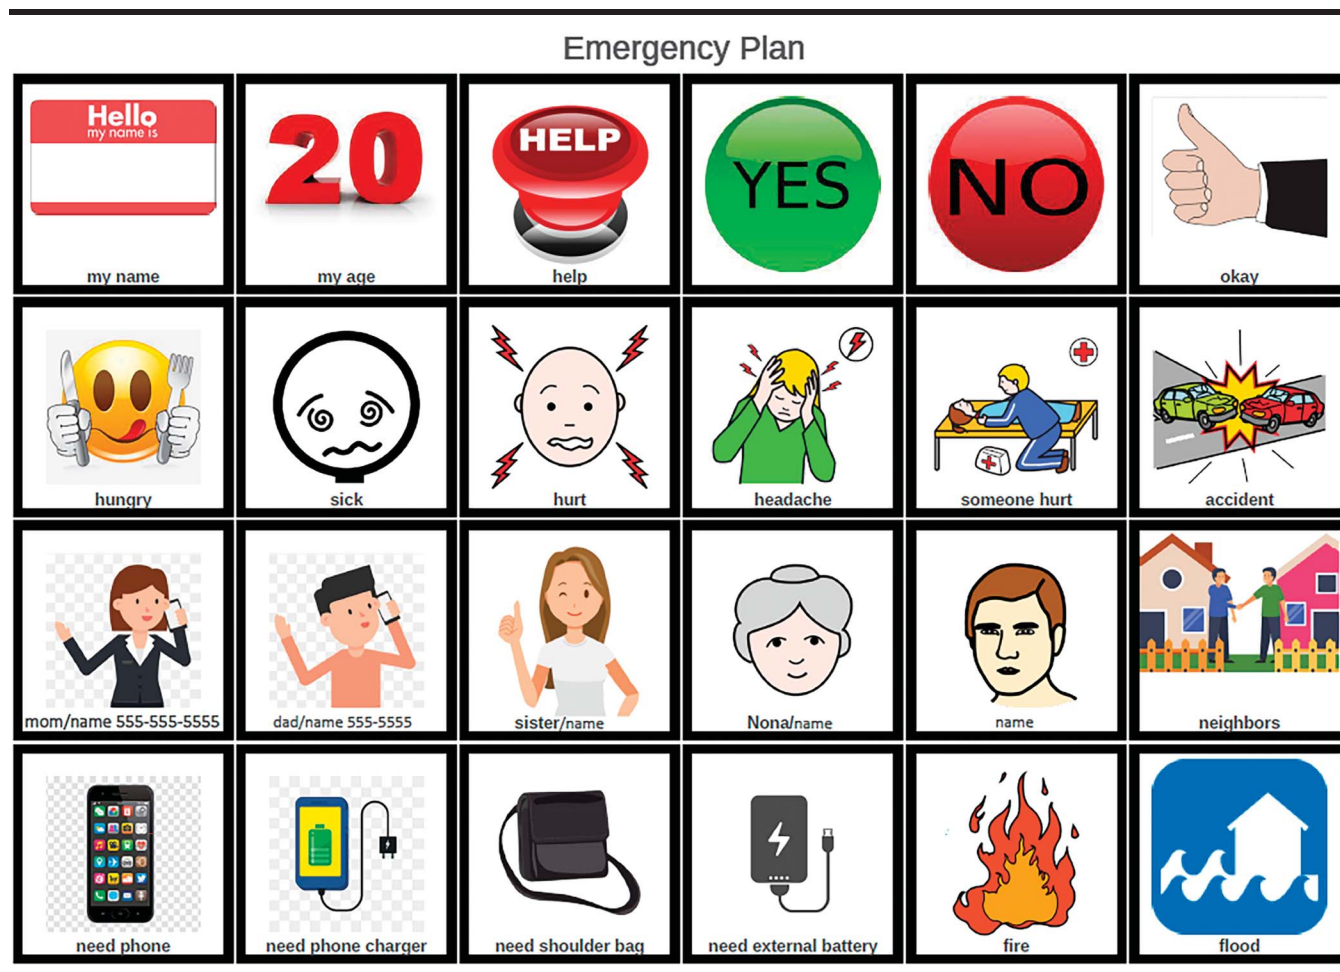 Emergency Plan
Hello
my name is
my name
20
my age
HELP
help
YES
NO
okay
hungry
sick
hurt
headache
someone hurt
accident
mom/name 555-555-5555
dad/name 555-5555
sister/name
Nona/name
name
neighbors
need phone
need phone charger
need shoulder bag
need external battery
fire
flood